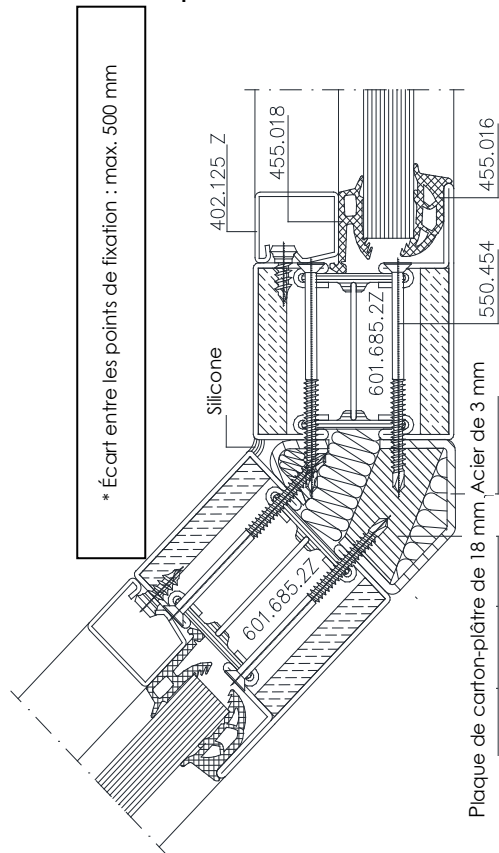 * Écart entre les points de fixation : max. 500 mm
402.125 Z
455.018
Silicone
601.685.2Z
601.685.2Z
455.016
550.454
Plaque de carton-plâtre de 18 mm
Acier de 3 mm